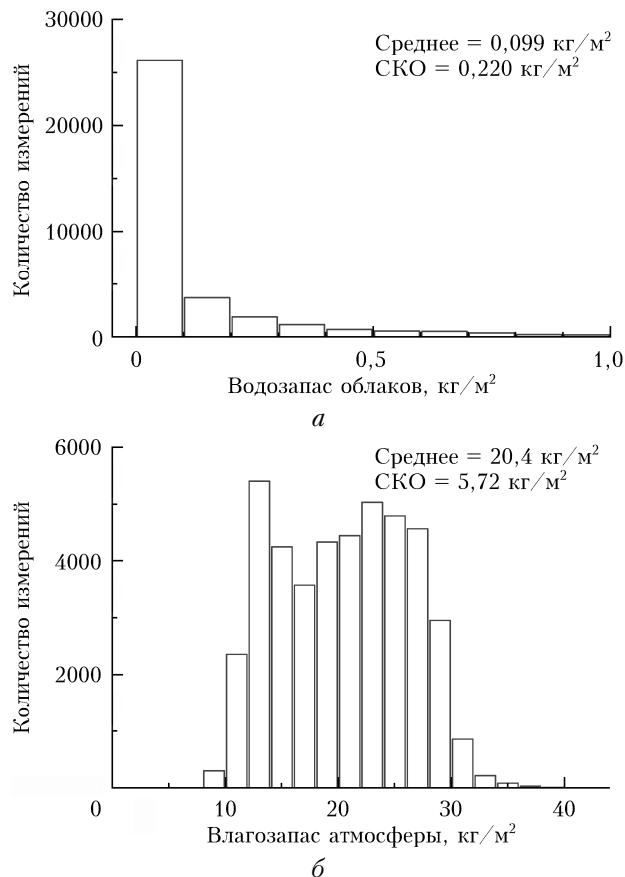 30000
Среднее = 0,099 кг/м²
СКО = 0,220 кг/м²
20000
10000
0
Количество измерений
0 0,5 1,0
Водозапас облаков, кг/м²
а
6000
Среднее = 20,4 кг/м²
СКО = 5,72 кг/м²
4000
2000
Количество измерений
0 10 20 30 40
Влагозапас атмосферы, кг/м²
б